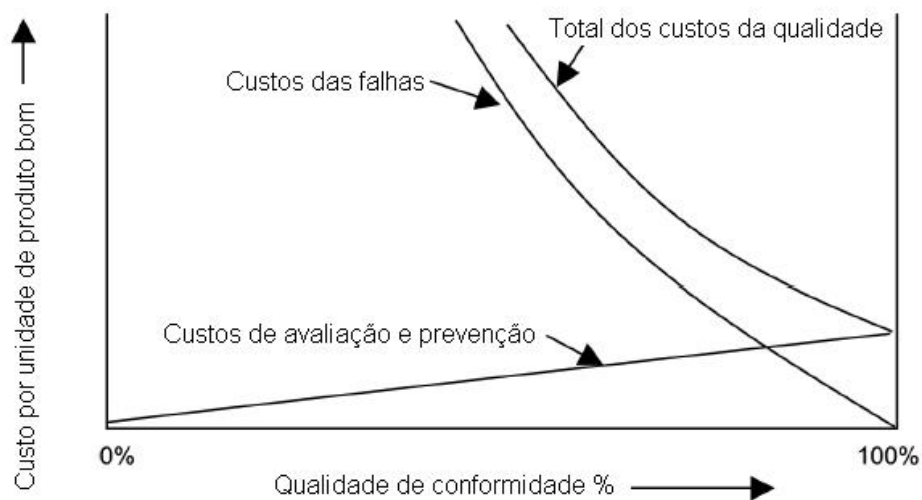 Total dos custos da qualidade
Custos das falhas
Custo por unidade de produto bom
Custos de avaliação e prevenção
0%
100%
Qualidade de conformidade %